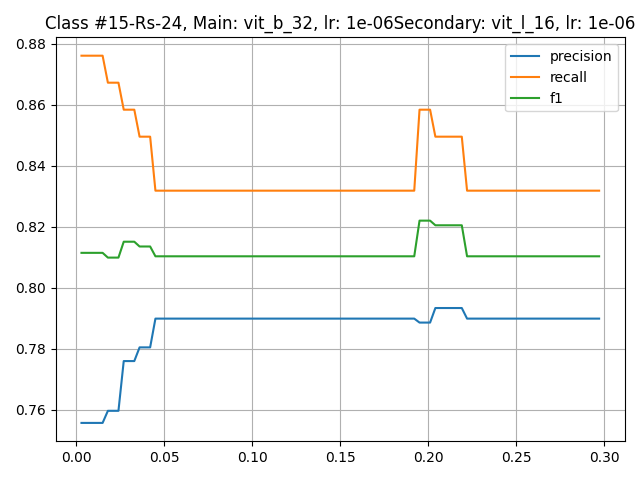 Class #15-Rs-24, Main: vit_b_32, lr: 1e-06Secondary: vit_l_16, lr: 1e-06
precision
recall
f1
0.88
0.86
0.84
0.82
0.80
0.78
0.76
0.00 0.05 0.10 0.15 0.20 0.25 0.30